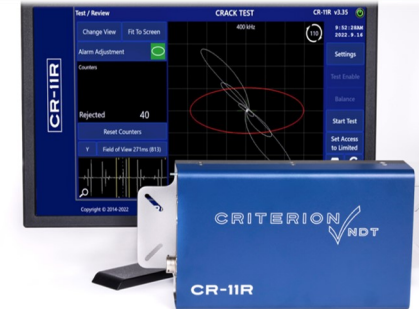 Test / Review
CRACK TEST
CR-11R v3.35
Change View
Fit To Screen
400 kHz
110
9:52:28AM
2022.9.16
Alarm Adjustment
Settings
Counters
Test Enable
CR-11R
Balance
Rejected 40
Start Test
Reset Counters
Set Access
to Limited
Y
Field of View 271ms (813)
Copyright © 2014-2022
CRITERION
NDT
CR-11R